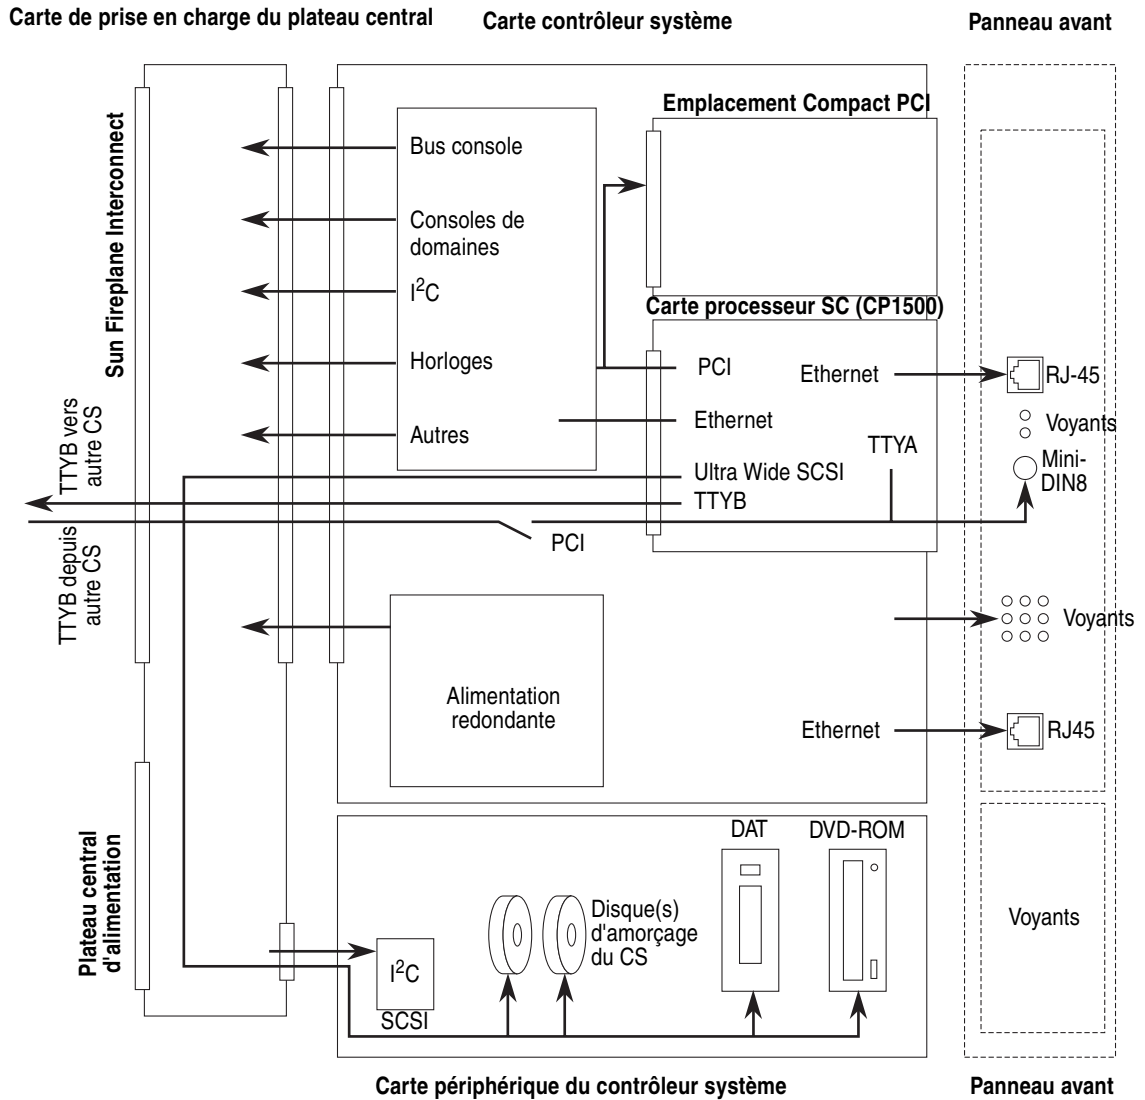 Carte de prise en charge du plateau central
Carte contrôleur système
Panneau avant
Sun Fireplane Interconnect
Bus console
Consoles de
domaines
I²C
Horloges
Autres
Emplacement Compact PCI
Carte processeur SC (CP1500)
PCI
Ethernet
Ethernet
TTYA
Ultra Wide SCSI
TTYB
PCI
RJ-45
Voyants
Mini-
DIN8
TTYB vers
autre CS
TTYB depuis
autre CS
Alimentation
redondante
Voyants
Ethernet
RJ45
Plateau central
d'alimentation
I²C
SCSI
Disque(s)
d'amorçage
du CS
DAT
DVD-ROM
Voyants
Carte périphérique du contrôleur système
Panneau avant